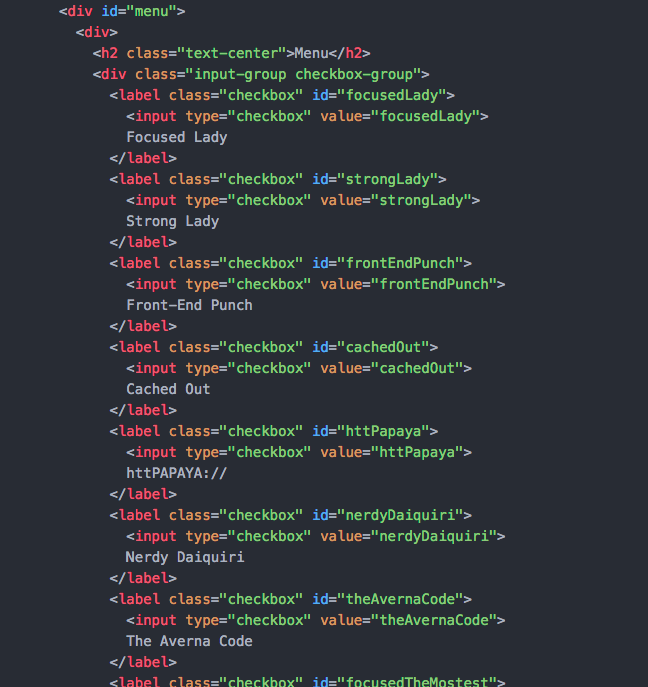 <div id="menu">
<div>
<h2 class="text-center">Menu</h2>
<div class="input-group checkbox-group">
<label class="checkbox" id="focusedLady">
<input type="checkbox" value="focusedLady">
Focused Lady
</label>
<label class="checkbox" id="strongLady">
<input type="checkbox" value="strongLady">
Strong Lady
</label>
<label class="checkbox" id="frontEndPunch">
<input type="checkbox" value="frontEndPunch">
Front-End Punch
</label>
<label class="checkbox" id="cachedOut">
<input type="checkbox" value="cachedOut">
Cached Out
</label>
<label class="checkbox" id="httPapaya">
<input type="checkbox" value="httPapaya">
httPAPAYA://
</label>
<label class="checkbox" id="nerdyDaiquiri">
<input type="checkbox" value="nerdyDaiquiri">
Nerdy Daiquiri
</label>
<label class="checkbox" id="theAvernaCode">
<input type="checkbox" value="theAvernaCode">
The Averna Code
</label>
<label class="checkbox" id="focusedTheMostest">